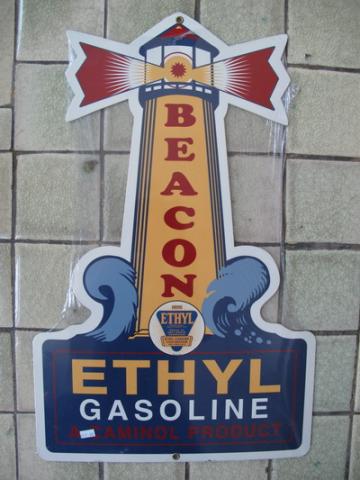 BEACON
ETHYL
ETHYL
GASOLINE
A CAMINOL PRODUCT